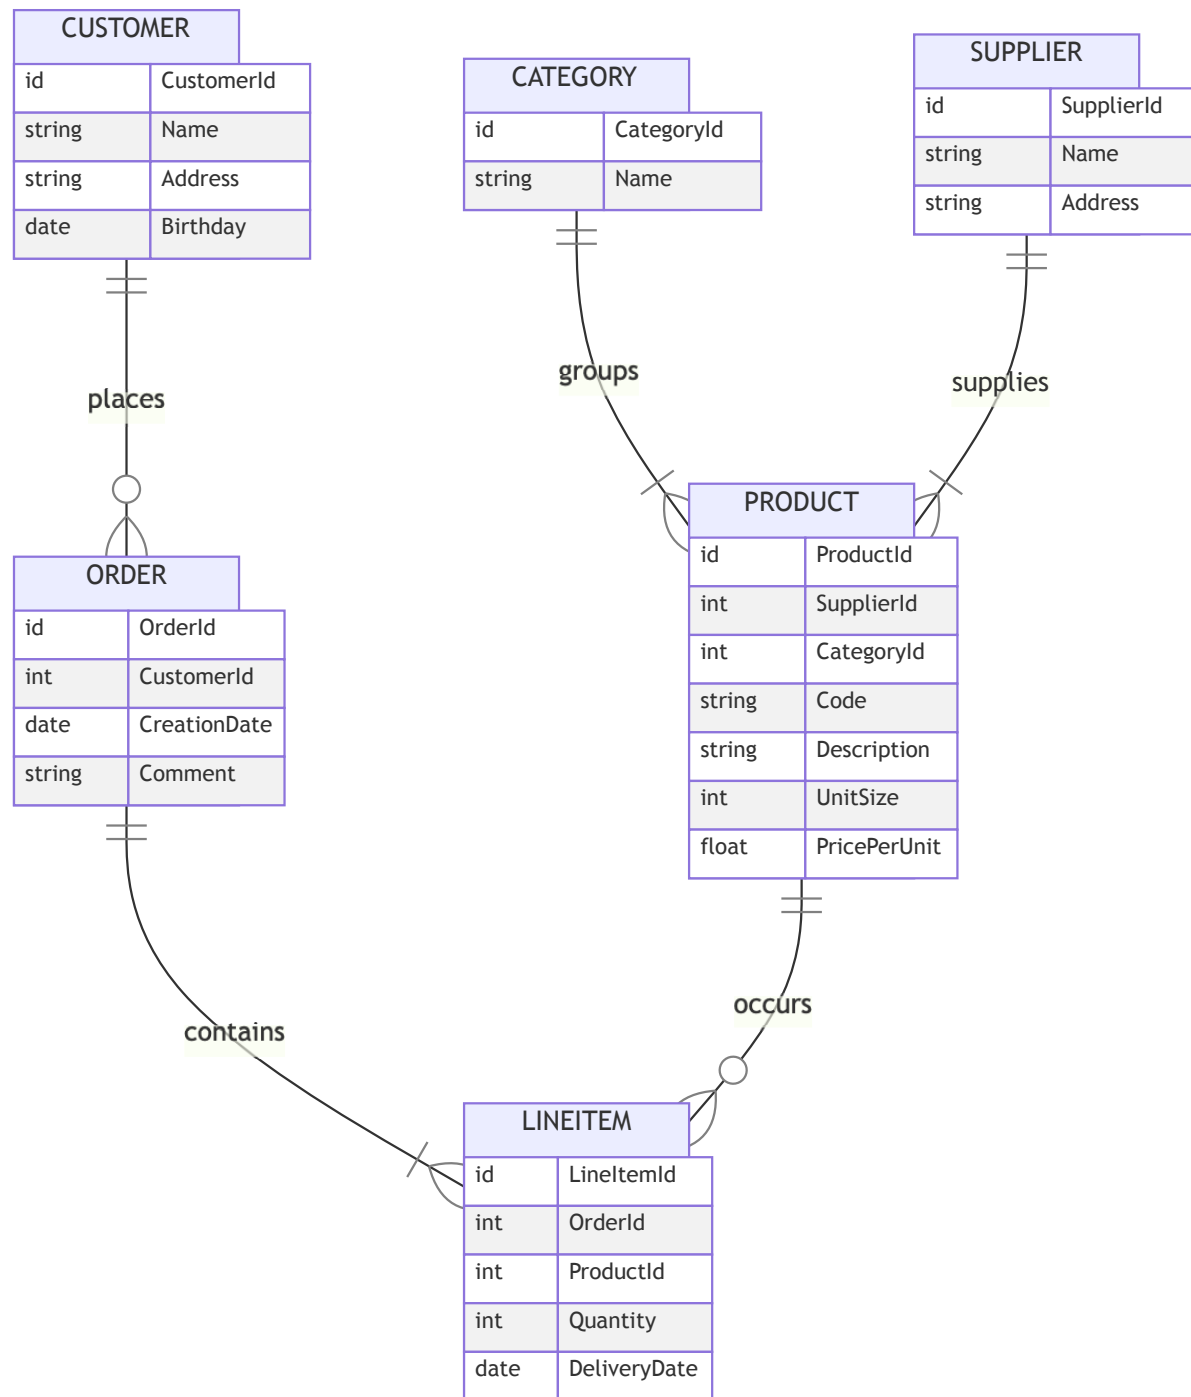 CUSTOMER
id CustomerId
string Name
string Address
date Birthday
CATEGORY
id CategoryId
string Name
SUPPLIER
id SupplierId
string Name
string Address
places
groups
supplies
ORDER
id OrderId
int CustomerId
date CreationDate
string Comment
PRODUCT
id ProductId
int SupplierId
int CategoryId
string Code
string Description
int UnitSize
float PricePerUnit
contains
occurs
LINEITEM
id LineItemId
int OrderId
int ProductId
int Quantity
date DeliveryDate